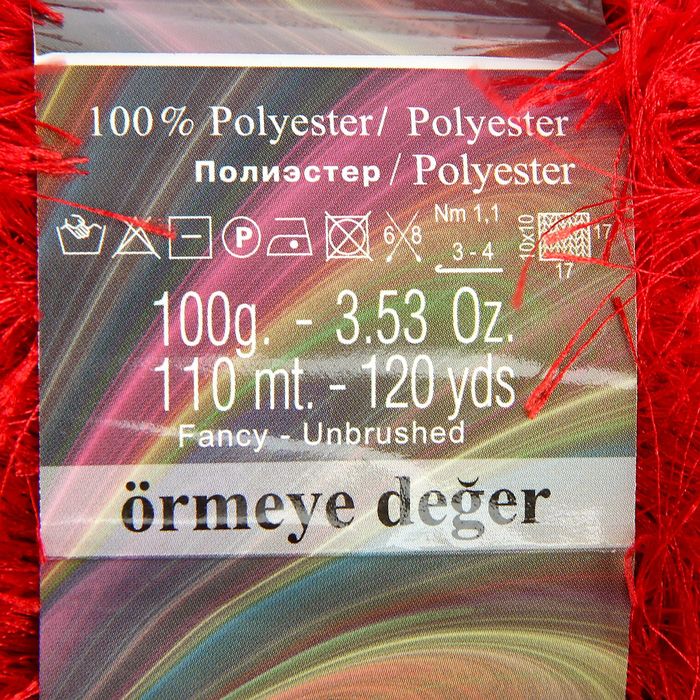 100% Polyester/ Polyester
Полиэстер / Polyester
P 6 8 Nm 1,1 3 - 4 10x10 17 17
100g. - 3.53 Oz.
110 mt. - 120 yds
Fancy - Unbrushed
örmeye değer